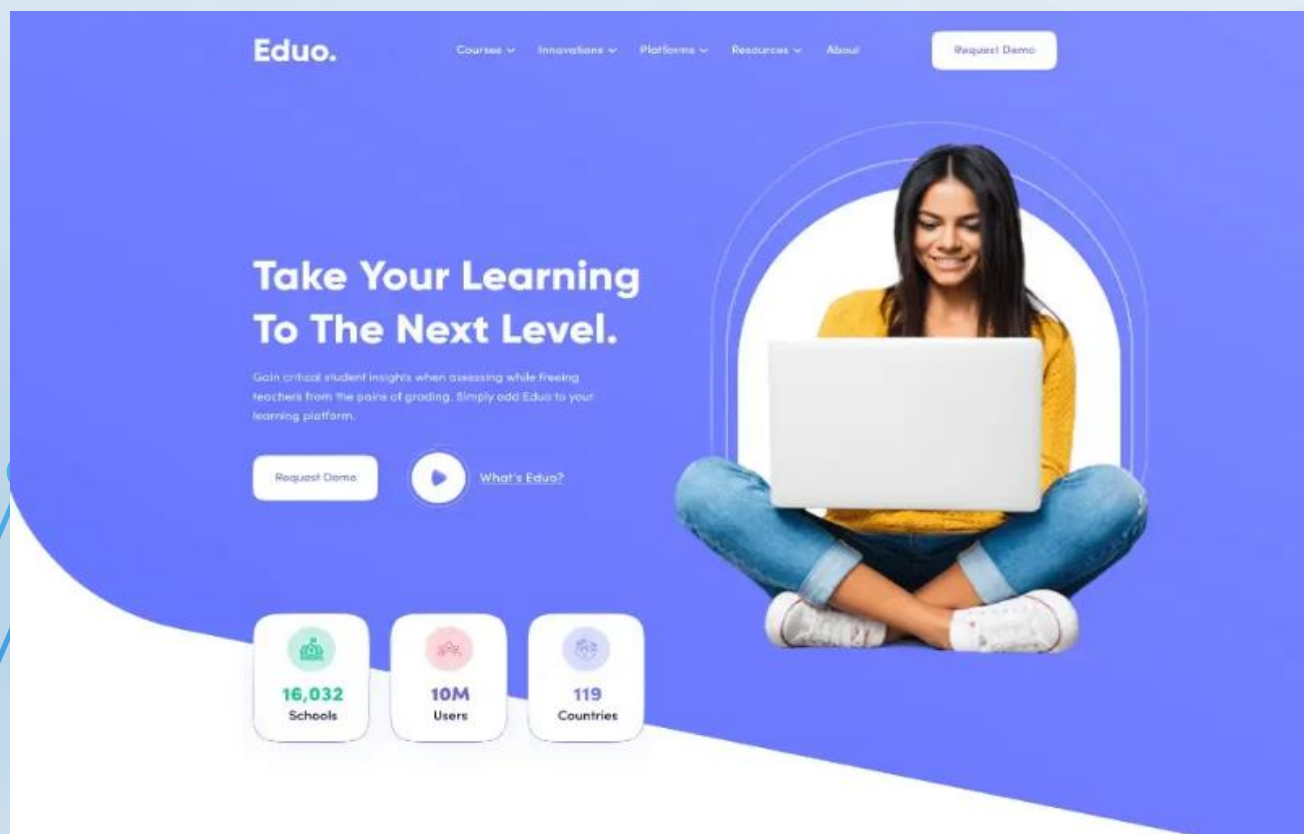 Eduo.
Courses
Innovations
Platforms
Resources
About
Request Demo
Take Your Learning
To The Next Level.
Gain critical student insights when assessing while freeing
teachers from the pains of grading. Simply add Eduo to your
learning platform.
Request Demo
What's Eduo?
16,032
Schools
10M
Users
119
Countries